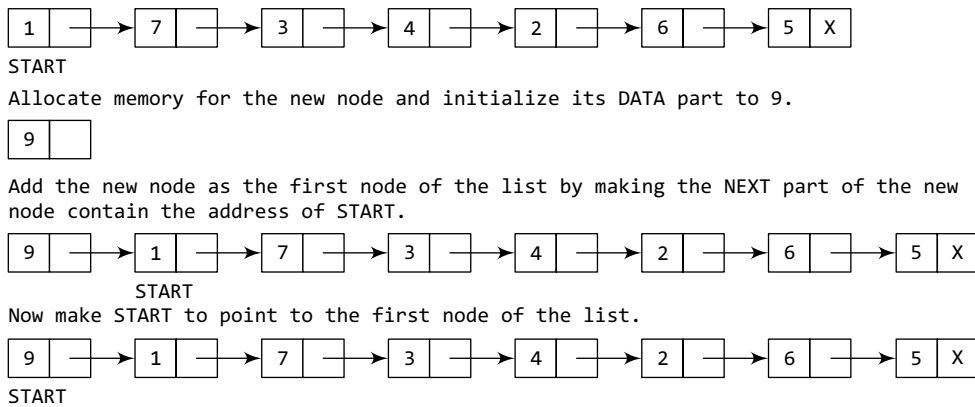 1 7 3 4 2 6 5 X
START
Allocate memory for the new node and initialize its DATA part to 9.
9
Add the new node as the first node of the list by making the NEXT part of the new
node contain the address of START.
9 1 7 3 4 2 6 5 X
START
Now make START to point to the first node of the list.
9 1 7 3 4 2 6 5 X
START